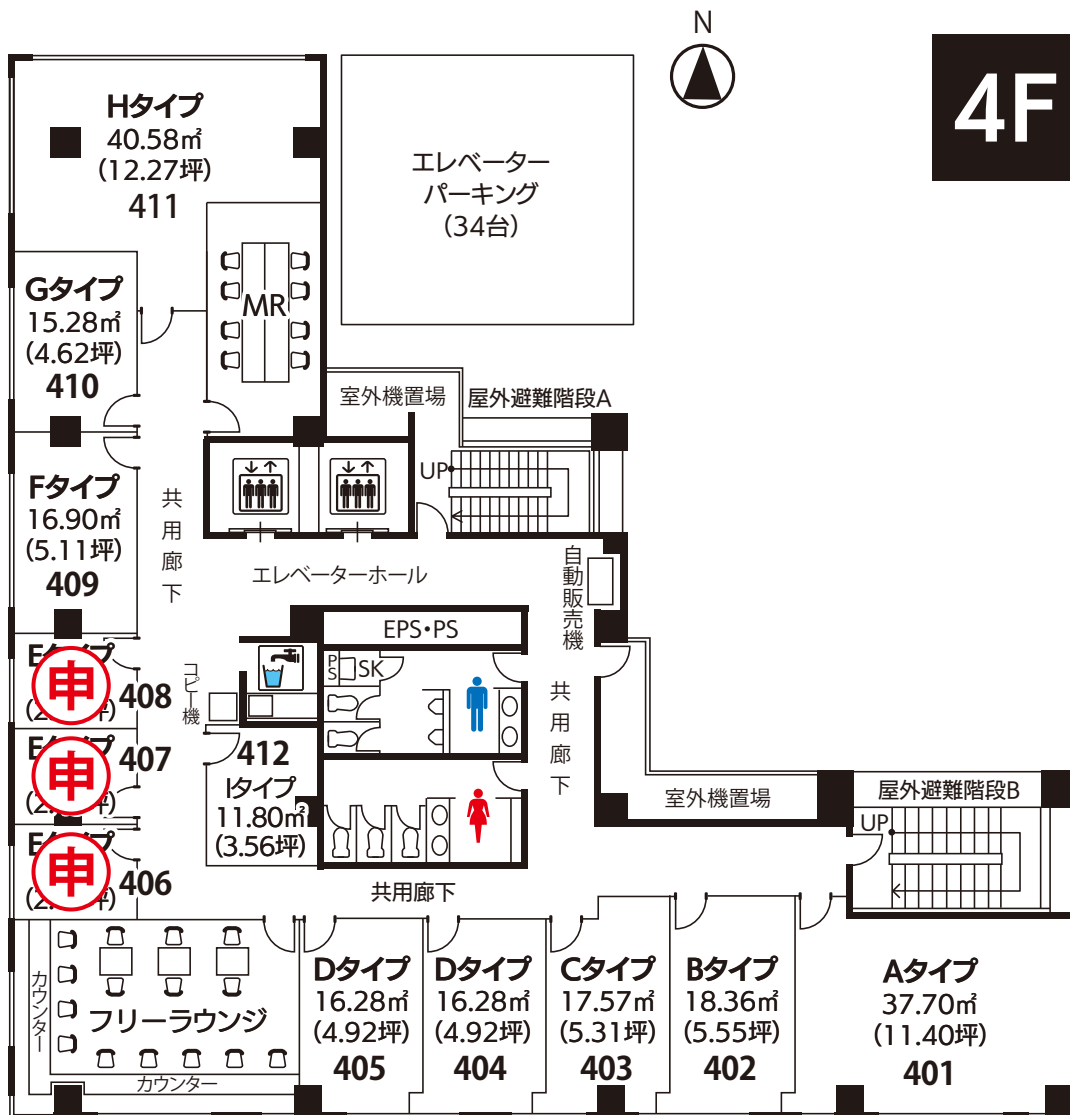 N
4F
Hタイプ
40.58㎡
(12.27坪)
411
エレベーター
パーキング
(34台)
Gタイプ
15.28㎡
(4.62坪)
410
MR
室外機置場
屋外避難階段A
UP
Fタイプ
16.90㎡
(5.11坪)
409
共用廊下
エレベーターホール
自動販売機
EPS・PS
PS
SK
申
408
コピー機
共用廊下
申
407
412
Iタイプ
11.80㎡
(3.56坪)
室外機置場
屋外避難階段B
UP
申
406
共用廊下
カウンター
フリーラウンジ
カウンター
Dタイプ
16.28㎡
(4.92坪)
405
Dタイプ
16.28㎡
(4.92坪)
404
Cタイプ
17.57㎡
(5.31坪)
403
Bタイプ
18.36㎡
(5.55坪)
402
Aタイプ
37.70㎡
(11.40坪)
401